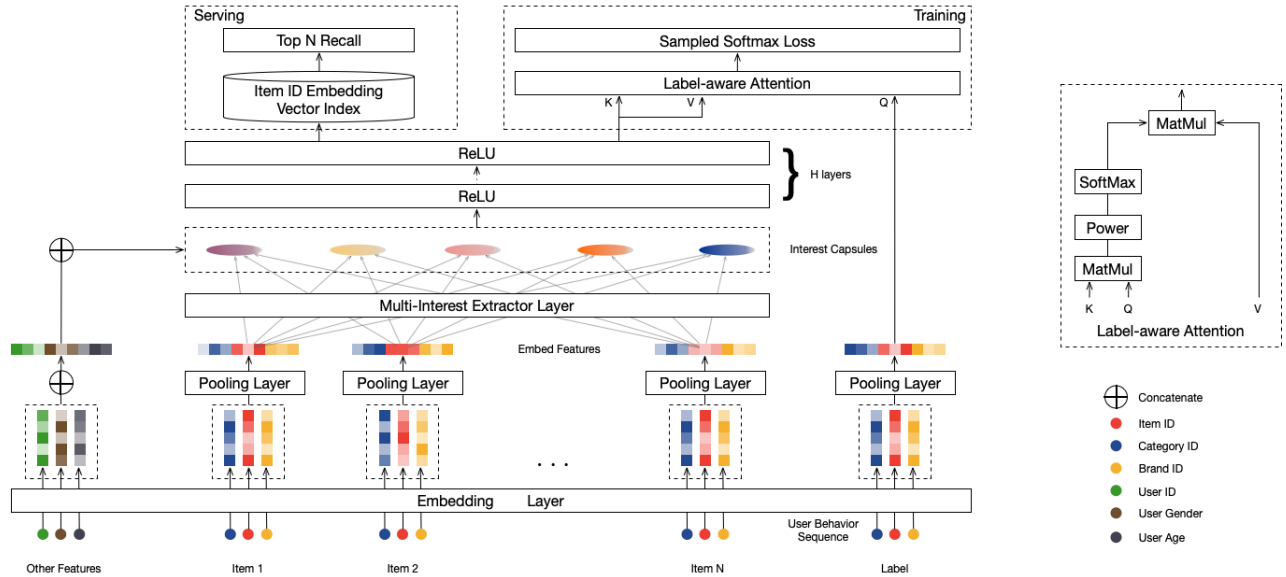 Serving
Training
Top N Recall
Sampled Softmax Loss
Item ID Embedding
Vector Index
Label-aware Attention
K
V
Q
ReLU
H layers
ReLU
Interest Capsules
Multi-Interest Extractor Layer
Embed Features
Pooling Layer
Pooling Layer
Pooling Layer
Pooling Layer
. . .
Embedding Layer
User Behavior
Sequence
Other Features
Item 1
Item 2
Item N
Label
MatMul
SoftMax
Power
MatMul
K
Q
V
Label-aware Attention
Concatenate
Item ID
Category ID
Brand ID
User ID
User Gender
User Age